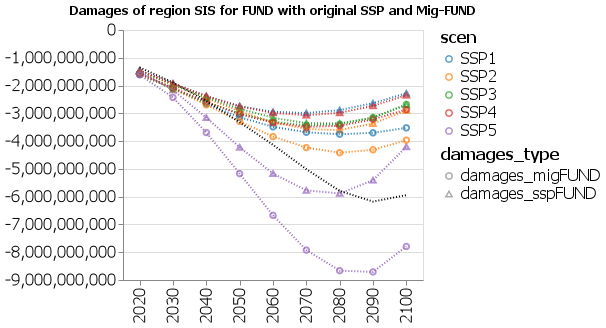 Damages of region SIS for FUND with original SSP and Mig-FUND
0
-1,000,000,000
-2,000,000,000
-3,000,000,000
-4,000,000,000
-5,000,000,000
-6,000,000,000
-7,000,000,000
-8,000,000,000
-9,000,000,000
2020
2030
2040
2050
2060
2070
2080
2090
2100
scen
SSP1
SSP2
SSP3
SSP4
SSP5
damages_type
damages_migFUND
damages_sspFUND